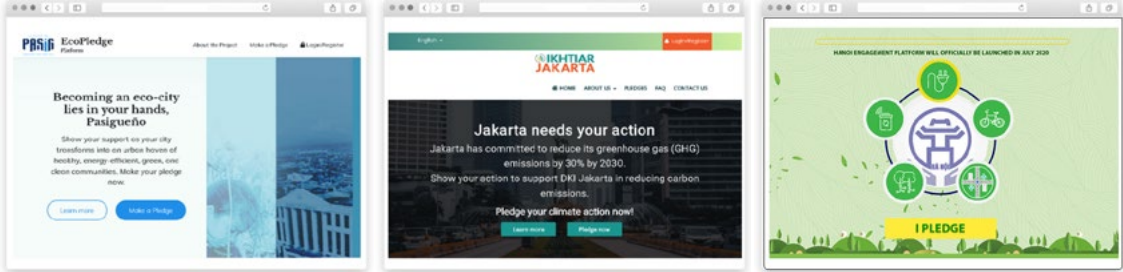 PASIG EcoPledge
Platform
About the Project Make a Pledge Login/Register
Becoming an eco-city
lies in your hands,
Pasigueño
Show your support as your city
transforms into an urban haven of
healthy, energy-efficient, green, and
clean communities. Make your pledge
now.
Learn more Make a Pledge
English
Login/Register
IKHTIAR
JAKARTA
HOME ABOUT US PLEDGES FAQ CONTACT US
Jakarta needs your action
Jakarta has committed to reduce its greenhouse gas (GHG)
emissions by 30% by 2030.
Show your action to support DKI Jakarta in reducing carbon
emissions.
Pledge your climate action now!
Learn more Pledge now
HANOI ENGAGEMENT PLATFORM WILL OFFICIALLY BE LAUNCHED IN JULY 2020
HÀ NỘI
I PLEDGE